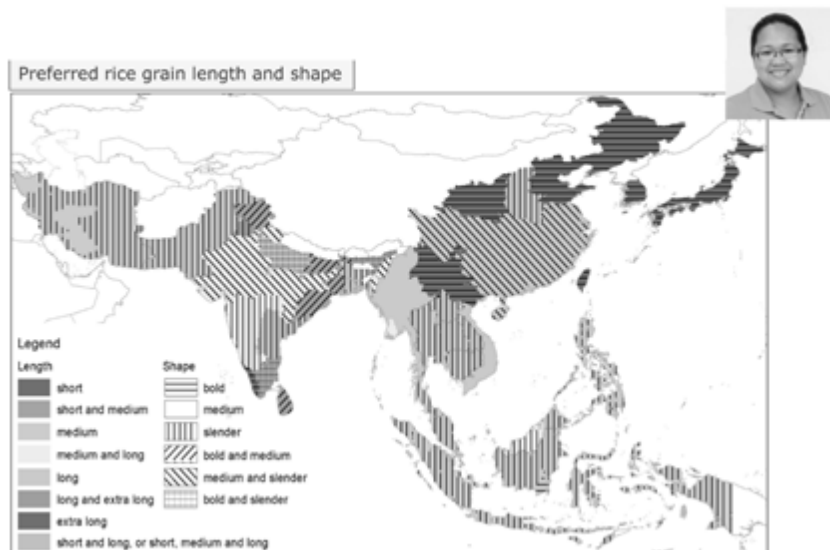 Preferred rice grain length and shape
Legend
Length
short
short and medium
medium
medium and long
long
long and extra long
extra long
short and long, or short, medium and long
Shape
bold
medium
slender
bold and medium
medium and slender
bold and slender